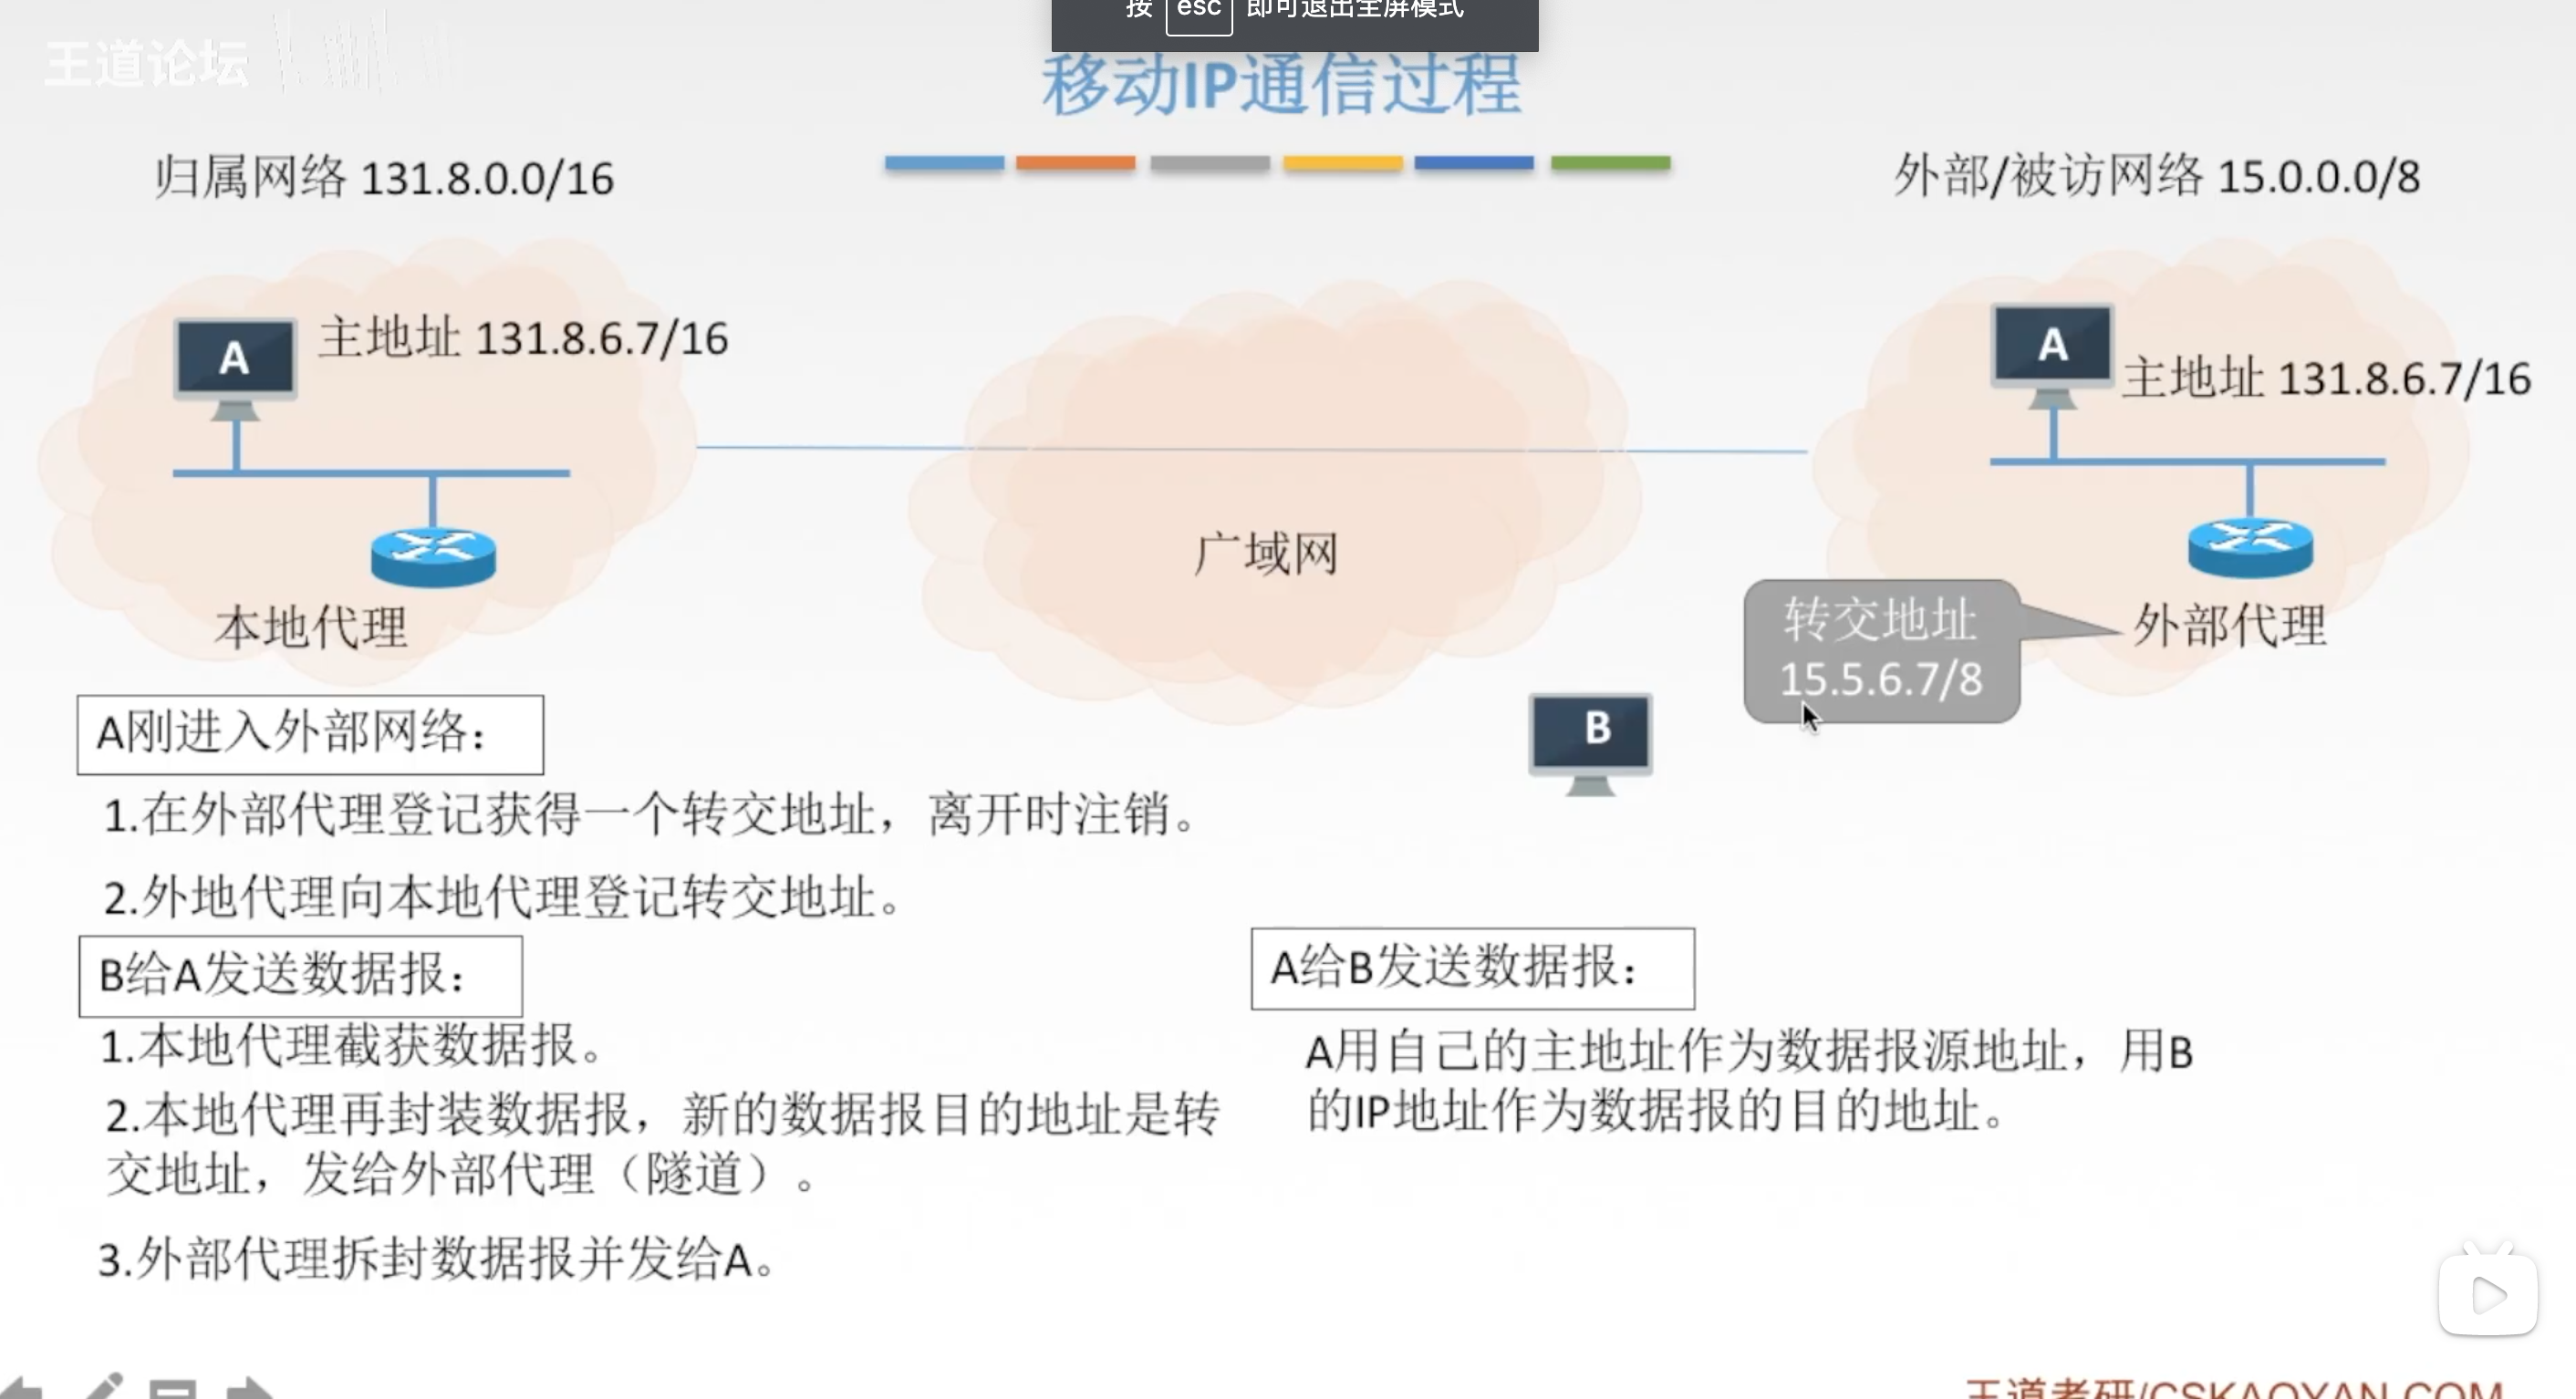 按 esc 即可退出全屏模式
王道论坛
移动IP通信过程
归属网络 131.8.0.0/16
外部/被访网络 15.0.0.0/8
A
主地址 131.8.6.7/16
A
主地址 131.8.6.7/16
广域网
本地代理
转交地址
15.5.6.7/8
外部代理
B
A刚进入外部网络：
1.在外部代理登记获得一个转交地址，离开时注销。
2.外地代理向本地代理登记转交地址。
B给A发送数据报：
1.本地代理截获数据报。
2.本地代理再封装数据报，新的数据报目的地址是转
交地址，发给外部代理（隧道）。
3.外部代理拆封数据报并发给A。
A给B发送数据报：
A用自己的主地址作为数据报源地址，用B
的IP地址作为数据报的目的地址。
王道考研/CSKAOYAN.COM